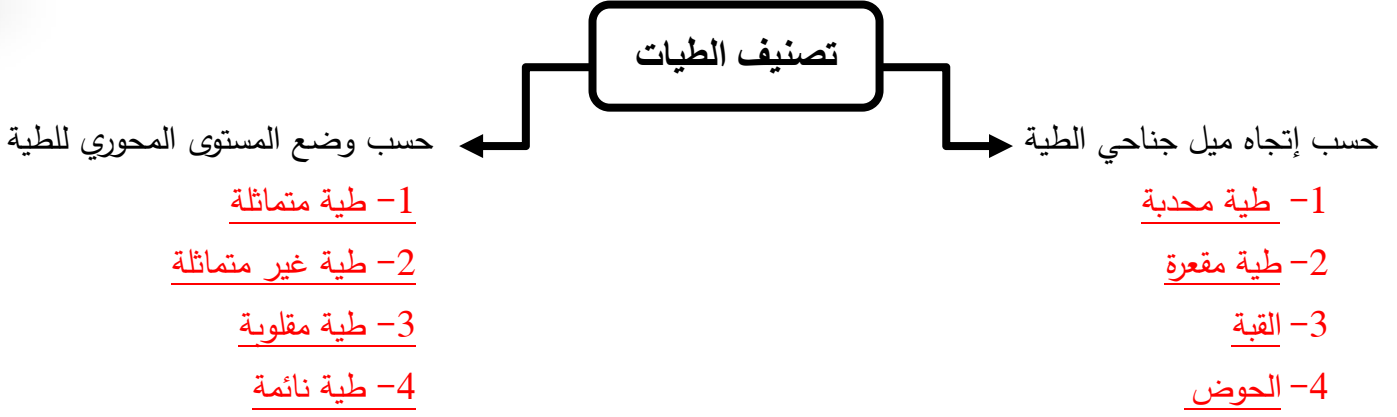 تصنيف الطيات
حسب إتجاه ميل جناحي الطية
1- طية محدبة
2- طية مقعرة
3- القبة
4- الحوض
حسب وضع المستوى المحوري للطية
1- طية متماثلة
2- طية غير متماثلة
3- طية مقلوبة
4- طية نائمة